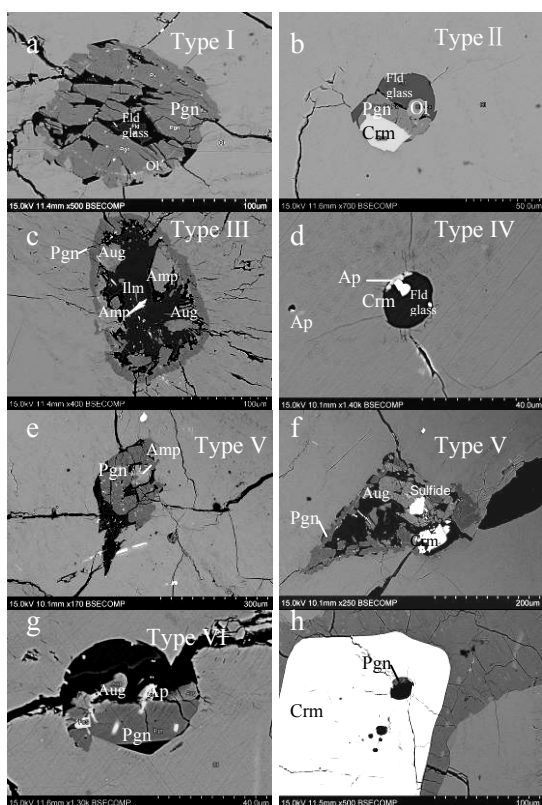 a
Type I
Fld
glass
Pgn
Ol
15.0kV 11.4mm x500 BSECOMP
100um
b
Type II
Fld
glass
Pgn
Ol
Crm
15.0kV 11.6mm x700 BSECOMP
50.0um
c
Type III
Pgn
Aug
Amp
Ilm
Amp
Aug
15.0kV 11.4mm x400 BSECOMP
100um
d
Type IV
Ap
Crm
Fld
glass
Ap
15.0kV 10.1mm x1.40k BSECOMP
40.0um
e
Type V
Amp
Pgn
15.0kV 10.1mm x170 BSECOMP
300um
f
Type V
Aug
Sulfide
Pgn
Crm
15.0kV 10.1mm x250 BSECOMP
200um
g
Type VI
Aug
Ap
Pgn
15.0kV 11.6mm x1.30k BSECOMP
40.0um
h
Pgn
Crm
15.0kV 11.5mm x500 BSECOMP
100um